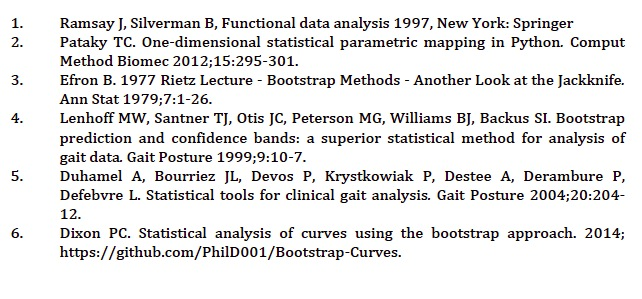 1. Ramsay J, Silverman B, Functional data analysis 1997, New York: Springer
2. Pataky TC. One-dimensional statistical parametric mapping in Python. Comput
Method Biomec 2012;15:295-301.
3. Efron B. 1977 Rietz Lecture - Bootstrap Methods - Another Look at the Jackknife.
Ann Stat 1979;7:1-26.
4. Lenhoff MW, Santner TJ, Otis JC, Peterson MG, Williams BJ, Backus SI. Bootstrap
prediction and confidence bands: a superior statistical method for analysis of
gait data. Gait Posture 1999;9:10-7.
5. Duhamel A, Bourriez JL, Devos P, Krystkowiak P, Destee A, Derambure P,
Defebvre L. Statistical tools for clinical gait analysis. Gait Posture 2004;20:204-
12.
6. Dixon PC. Statistical analysis of curves using the bootstrap approach. 2014;
https://github.com/PhilD001/Bootstrap-Curves.